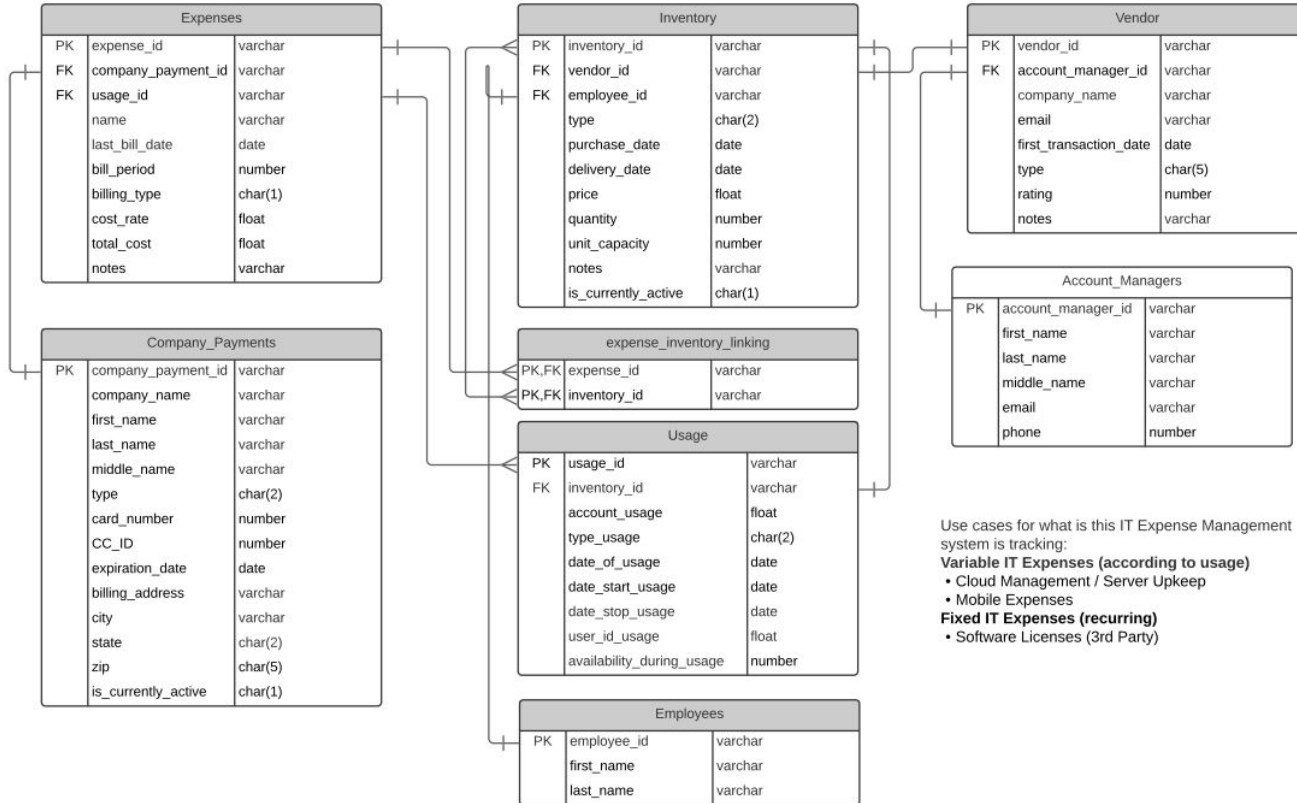 Expenses
PK expense_id varchar
FK company_payment_id varchar
FK usage_id varchar
name varchar
last_bill_date date
bill_period number
billing_type char(1)
cost_rate float
total_cost float
notes varchar
Company_Payments
PK company_payment_id varchar
company_name varchar
first_name varchar
last_name varchar
middle_name varchar
type char(2)
card_number number
CC_ID number
expiration_date date
billing_address varchar
city varchar
state char(2)
zip char(5)
is_currently_active char(1)
Inventory
PK inventory_id varchar
FK vendor_id varchar
FK employee_id varchar
type char(2)
purchase_date date
delivery_date date
price float
quantity number
unit_capacity number
notes varchar
is_currently_active char(1)
expense_inventory_linking
PK,FK expense_id varchar
PK,FK inventory_id varchar
Usage
PK usage_id varchar
FK inventory_id varchar
account_usage float
type_usage char(2)
date_of_usage date
date_start_usage date
date_stop_usage date
user_id_usage float
availability_during_usage number
Employees
PK employee_id varchar
first_name varchar
last_name varchar
Vendor
PK vendor_id varchar
FK account_manager_id varchar
company_name varchar
email varchar
first_transaction_date date
type char(5)
rating number
notes varchar
Account_Managers
PK account_manager_id varchar
first_name varchar
last_name varchar
middle_name varchar
email varchar
phone number
Use cases for what is this IT Expense Management
system is tracking:
Variable IT Expenses (according to usage)
• Cloud Management / Server Upkeep
• Mobile Expenses
Fixed IT Expenses (recurring)
• Software Licenses (3rd Party)